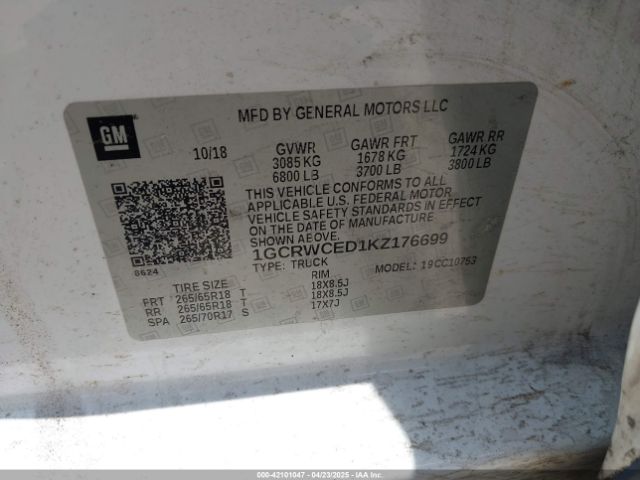 GM
MFD BY GENERAL MOTORS LLC
10/18 GVWR GAWR FRT GAWR RR
3085 KG 1678 KG 1724 KG
6800 LB 3700 LB 3800 LB
THIS VEHICLE CONFORMS TO ALL
APPLICABLE U.S. FEDERAL MOTOR
VEHICLE SAFETY STANDARDS IN EFFECT
ON THE DATE OF MANUFACTURE
SHOWN ABOVE.
1GCRWCED1KZ176699
8624
TYPE: TRUCK MODEL: 19CC10753
TIRE SIZE RIM
FRT 265/65R18 T 18X8.5J
RR 265/65R18 T 18X8.5J
SPA 265/70R17 S 17X7J
000-42101047 - 04/23/2025 - IAA Inc.